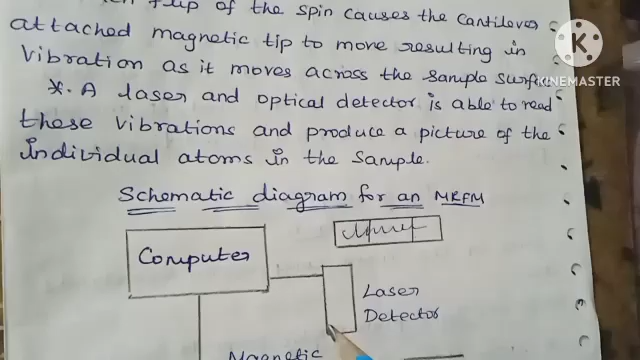 flip of the spin causes the cantilever
attached magnetic tip to move resulting in
vibration as it moves across the sample surface
*. A laser and optical detector is able to read
these vibrations and produce a picture of the
individual atoms in the sample.
Schematic diagram for an MRFM
Computer
Laser
Detector
Magnetic
KINEMASTER